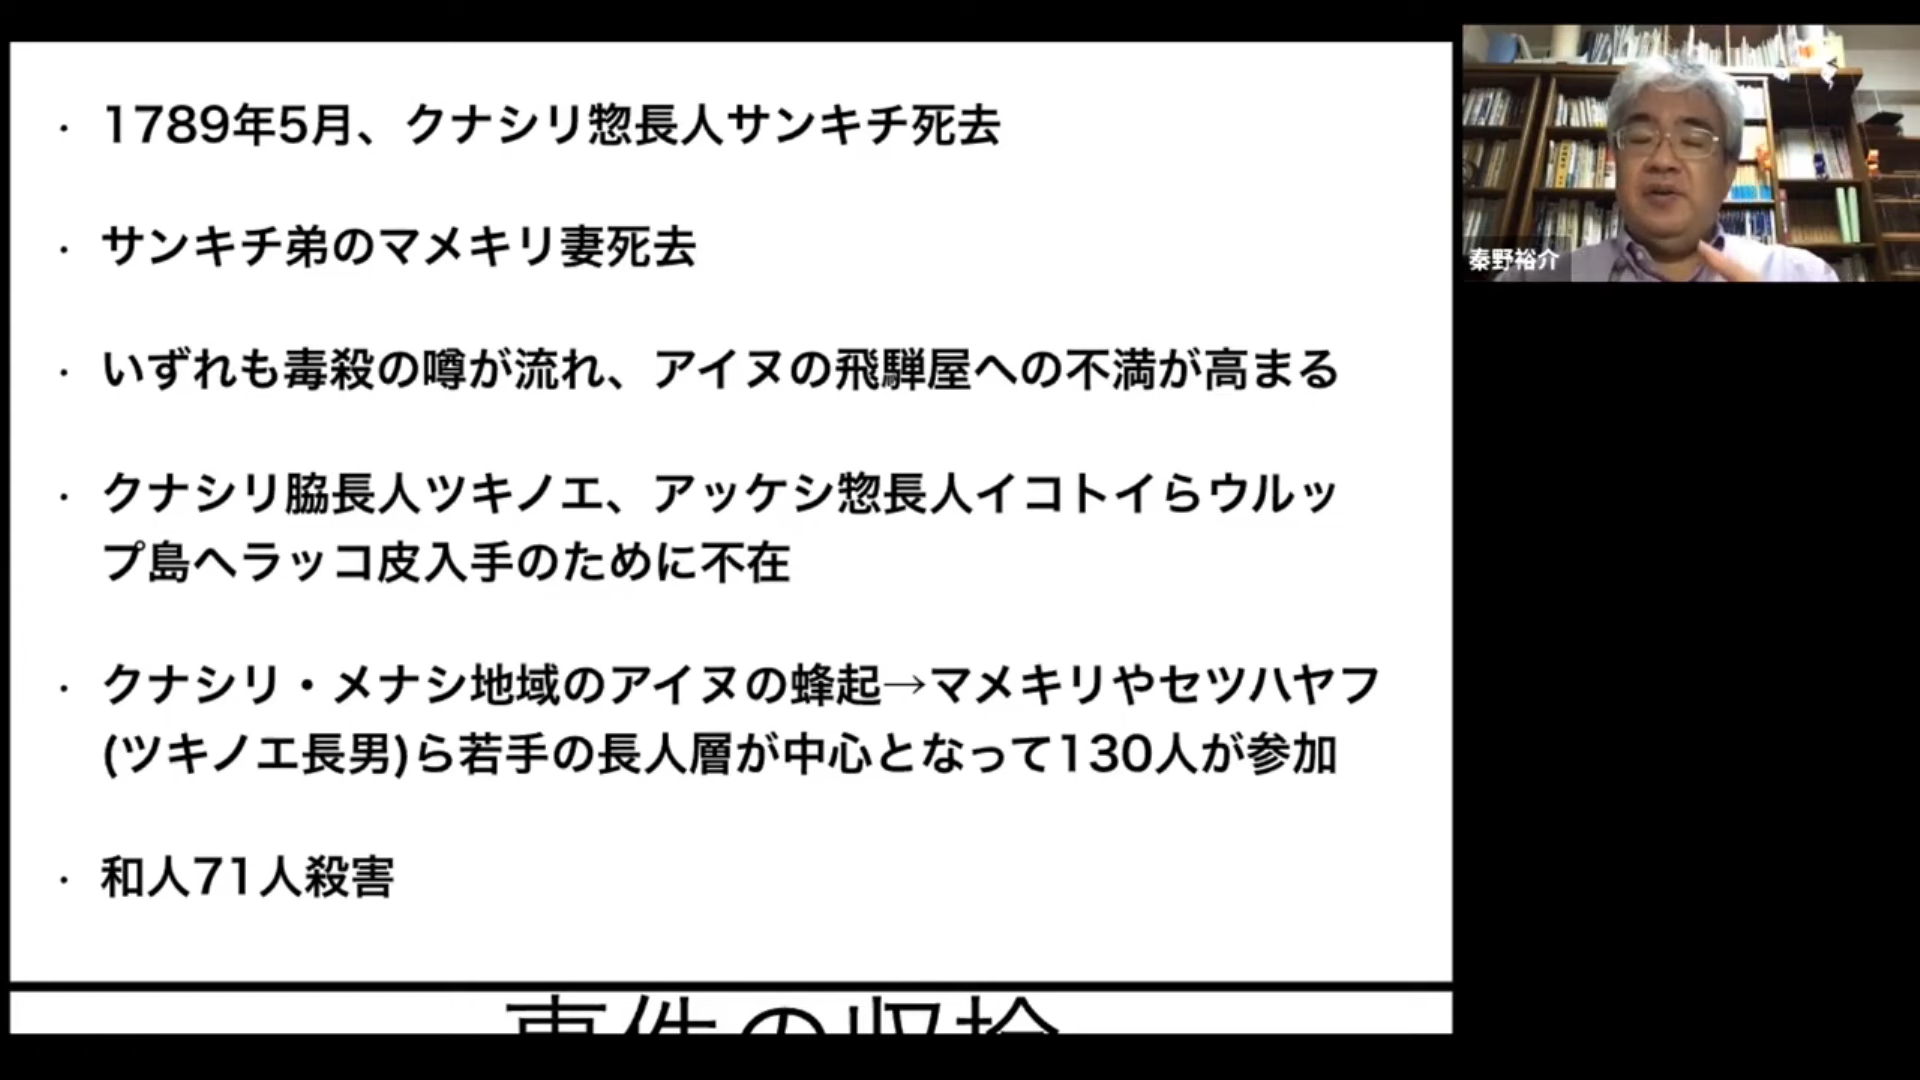 ・1789年5月、クナシリ惣長人サンキチ死去
・サンキチ弟のマメキリ妻死去
・いずれも毒殺の噂が流れ、アイヌの飛騨屋への不満が高まる
・クナシリ脇長人ツキノエ、アッケシ惣長人イコトイらウルッ
プ島へラッコ皮入手のために不在
・クナシリ・メナシ地域のアイヌの蜂起→マメキリやセツハヤフ
(ツキノエ長男)ら若手の長人層が中心となって130人が参加
・和人71人殺害
事件の収拾
秦野裕介